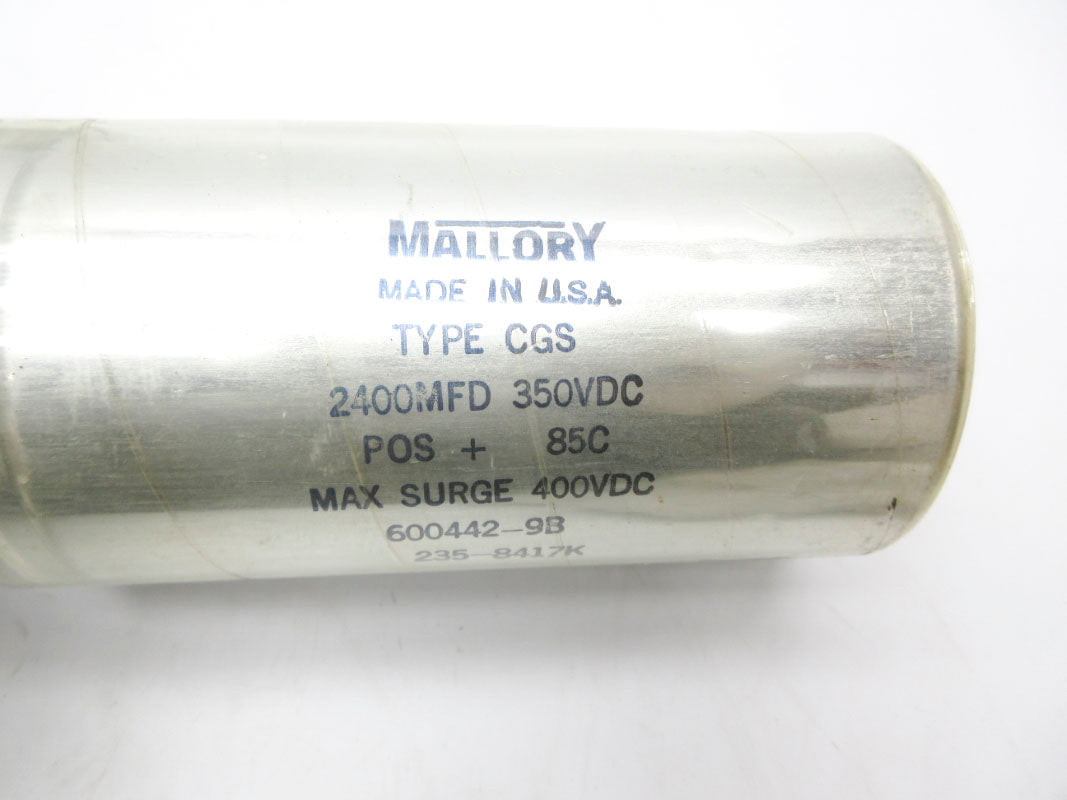 MALLORY
MADE IN U.S.A.
TYPE CGS
2400MFD 350VDC
POS + 85C
MAX SURGE 400VDC
600442-9B
235-8417K